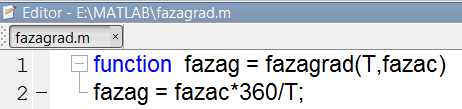 Editor - E:\MATLAB\fazagrad.m
fazagrad.m ×
1 function fazag = fazagrad(T,fazac)
2 - fazag = fazac*360/T;